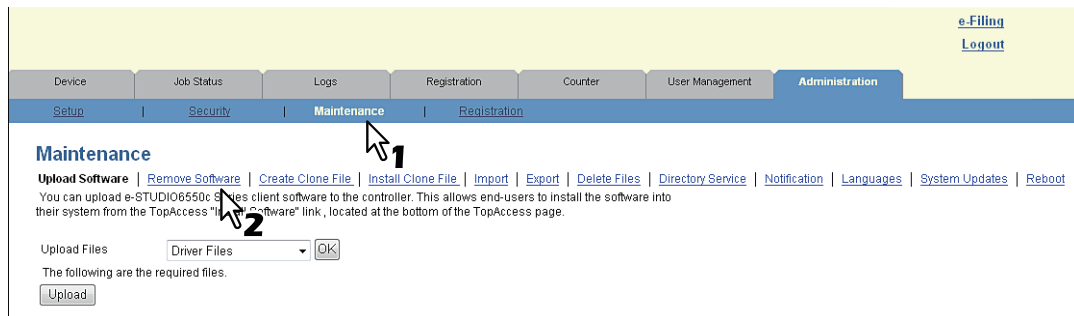 e-Filing
Logout
Device Job Status Logs Registration Counter User Management Administration
Setup | Security | Maintenance | Registration
1
Maintenance
Upload Software | Remove Software | Create Clone File | Install Clone File | Import | Export | Delete Files | Directory Service | Notification | Languages | System Updates | Reboot
You can upload e-STUDIO6550c client software to the controller. This allows end-users to install the software into
their system from the TopAccess "Install Software" link , located at the bottom of the TopAccess page.
2
Upload Files Driver Files OK
The following are the required files.
Upload